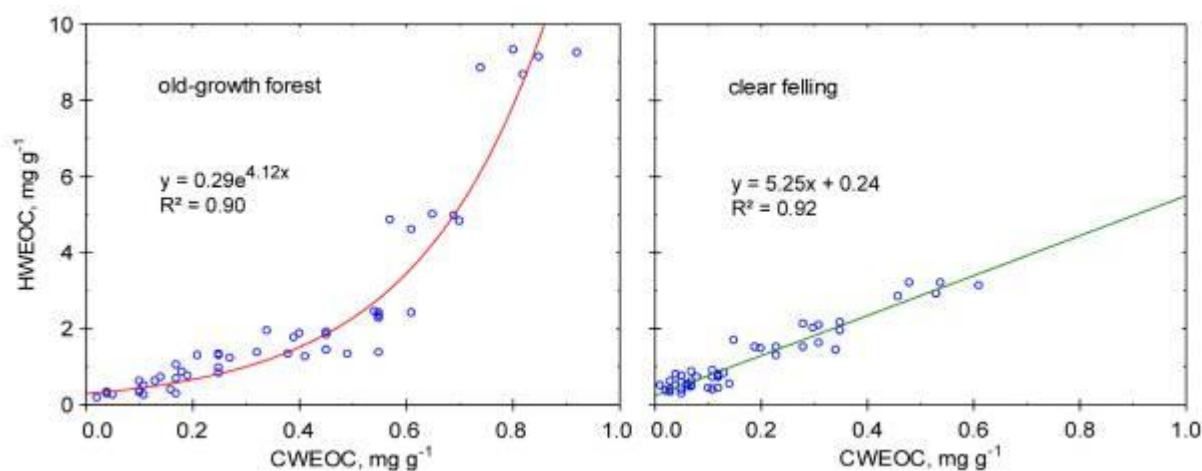 10
8
6
4
2
0
HWEOC, mg g⁻¹
old-growth forest
y = 0.29e⁴·¹²ˣ
R² = 0.90
0.0 0.2 0.4 0.6 0.8 1.0
CWEOC, mg g⁻¹
clear felling
y = 5.25x + 0.24
R² = 0.92
0.0 0.2 0.4 0.6 0.8 1.0
CWEOC, mg g⁻¹